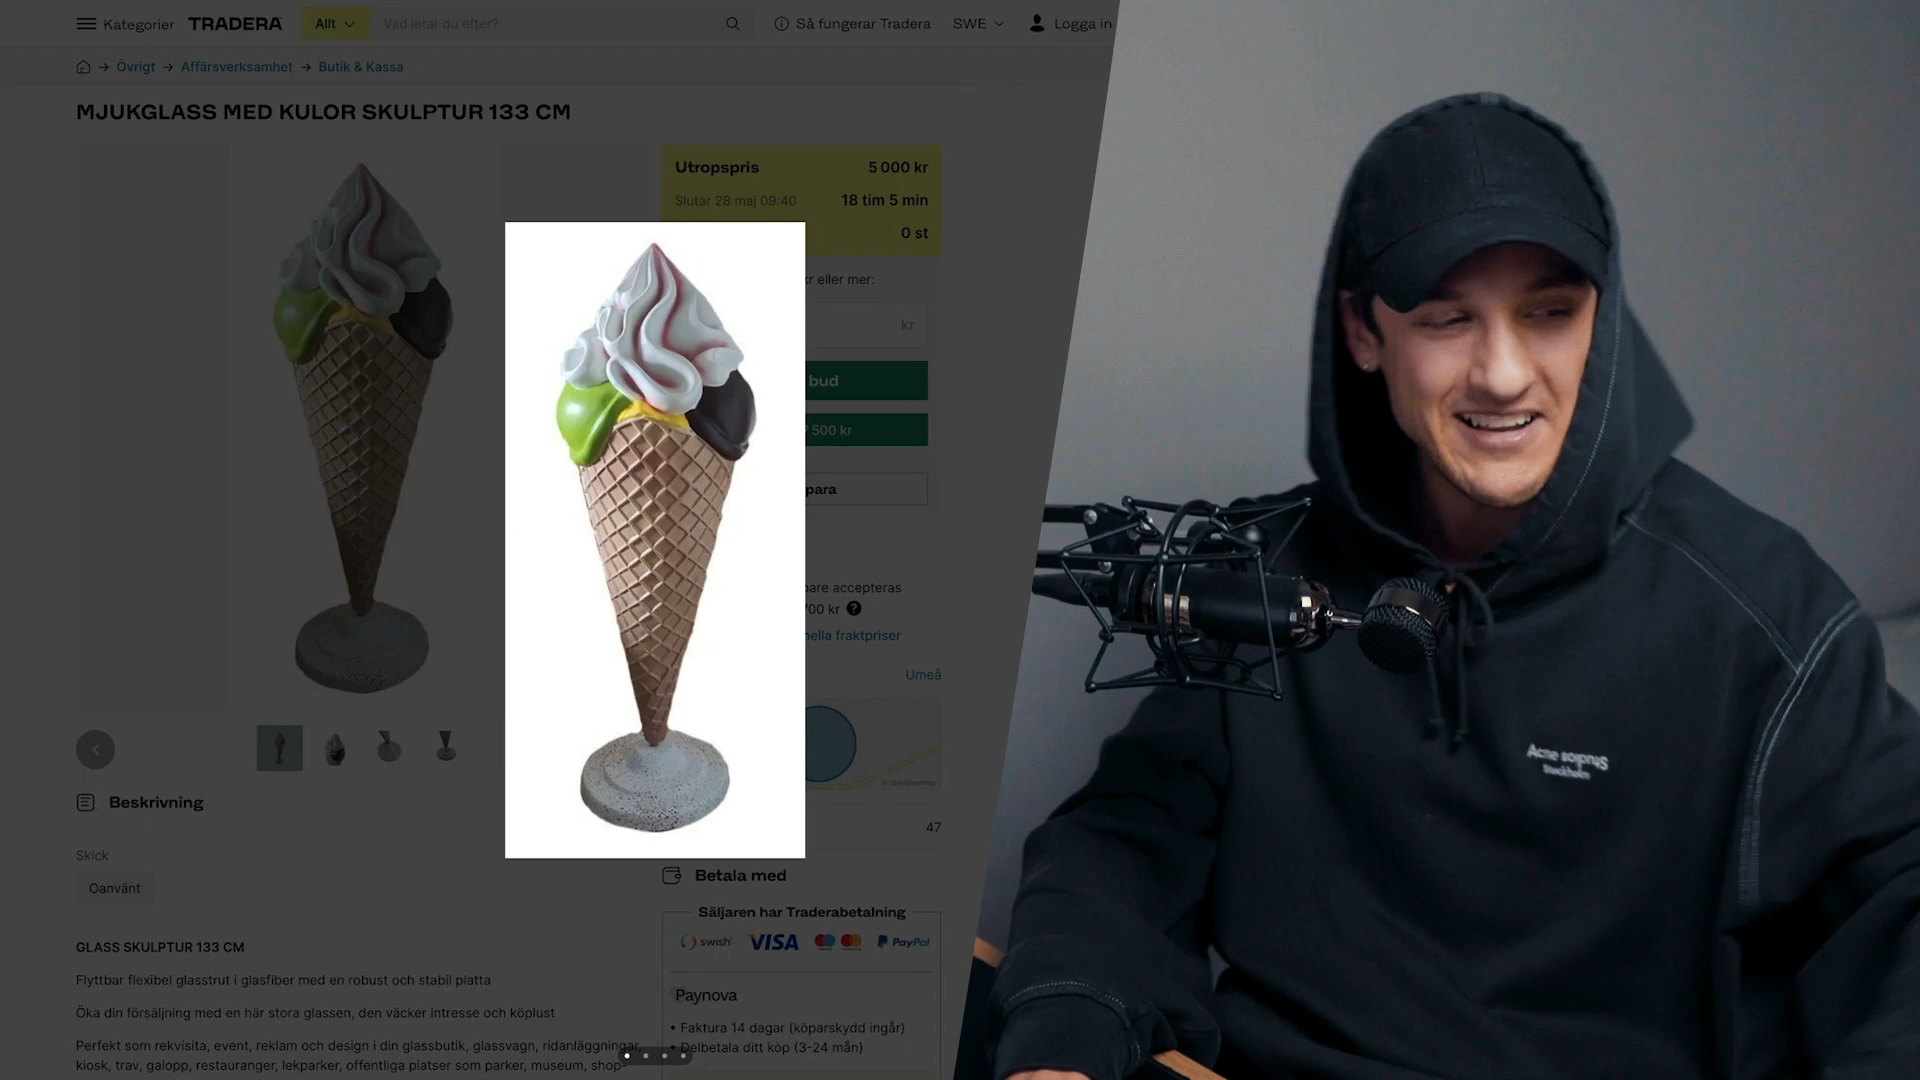 Kategorier
TRADERA
Allt
Vad letar du efter?
Så fungerar Tradera
SWE
Logga in
Övrigt → Affärsverksamhet → Butik & Kassa
MJUKGLASS MED KULOR SKULPTUR 133 CM
Utropspris
5 000 kr
Slutar 28 maj 09:40
18 tim 5 min
0 st
kr eller mer:
kr
bud
500 kr
para
pare accepteras
700 kr
nella fraktpriser
Umeå
© OpenStreetMap
47
Beskrivning
Skick
Oanvänt
GLASS SKULPTUR 133 CM
Flyttbar flexibel glasstrut i glasfiber med en robust och stabil platta
Öka din försäljning med en här stora glassen, den väcker intresse och köplust
Perfekt som rekvisita, event, reklam och design i din glassbutik, glassvagn, ridanläggningar,
kiosk, trav, galopp, restauranger, lekparker, offentliga platser som parker, museum, shop-
Betala med
Säljaren har Traderabetalning
swish
VISA
PayPal
Paynova
• Faktura 14 dagar (köparskydd ingår)
• Delbetala ditt köp (3-24 mån)
Acne
Stockholm